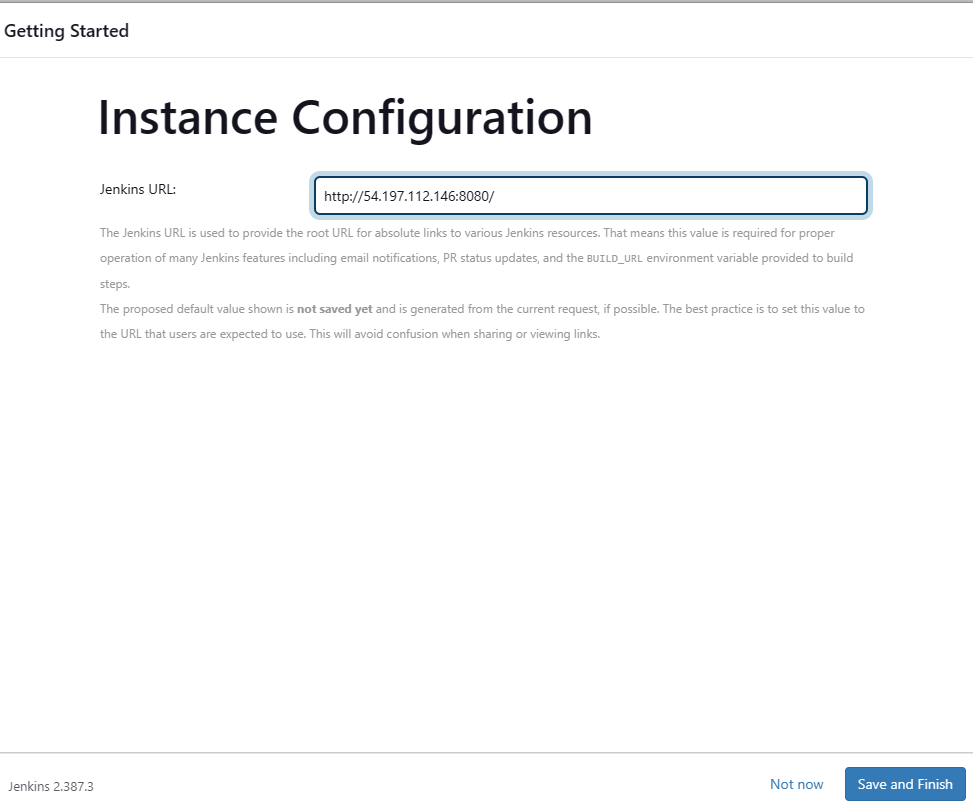 Getting Started
Instance Configuration
Jenkins URL:
http://54.197.112.146:8080/
The Jenkins URL is used to provide the root URL for absolute links to various Jenkins resources. That means this value is required for proper
operation of many Jenkins features including email notifications, PR status updates, and the BUILD_URL environment variable provided to build
steps.
The proposed default value shown is not saved yet and is generated from the current request, if possible. The best practice is to set this value to
the URL that users are expected to use. This will avoid confusion when sharing or viewing links.
Jenkins 2.387.3
Not now
Save and Finish